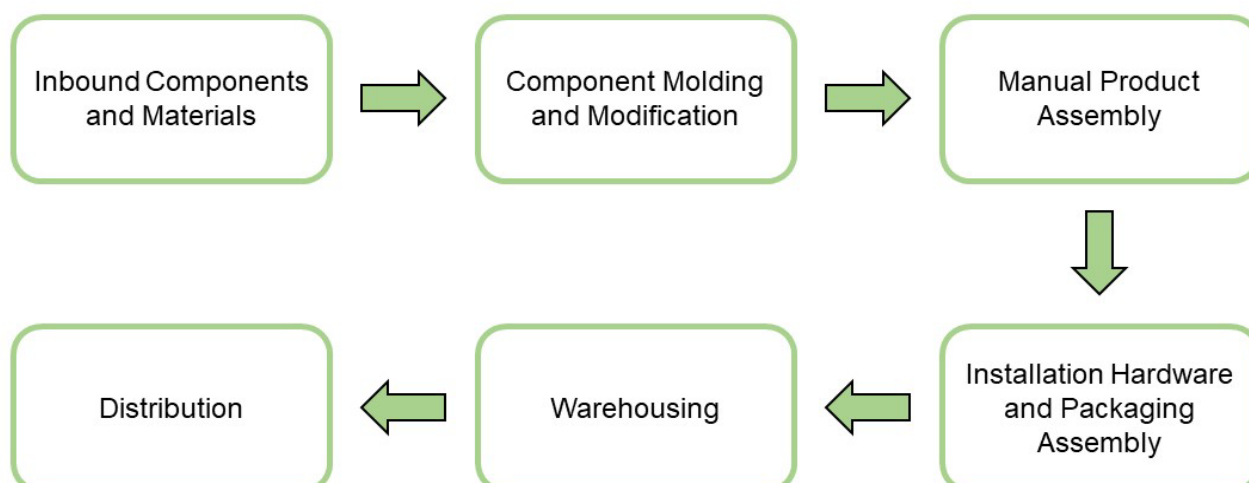 Inbound Components
and Materials
Component Molding
and Modification
Manual Product
Assembly
Installation Hardware
and Packaging
Assembly
Warehousing
Distribution